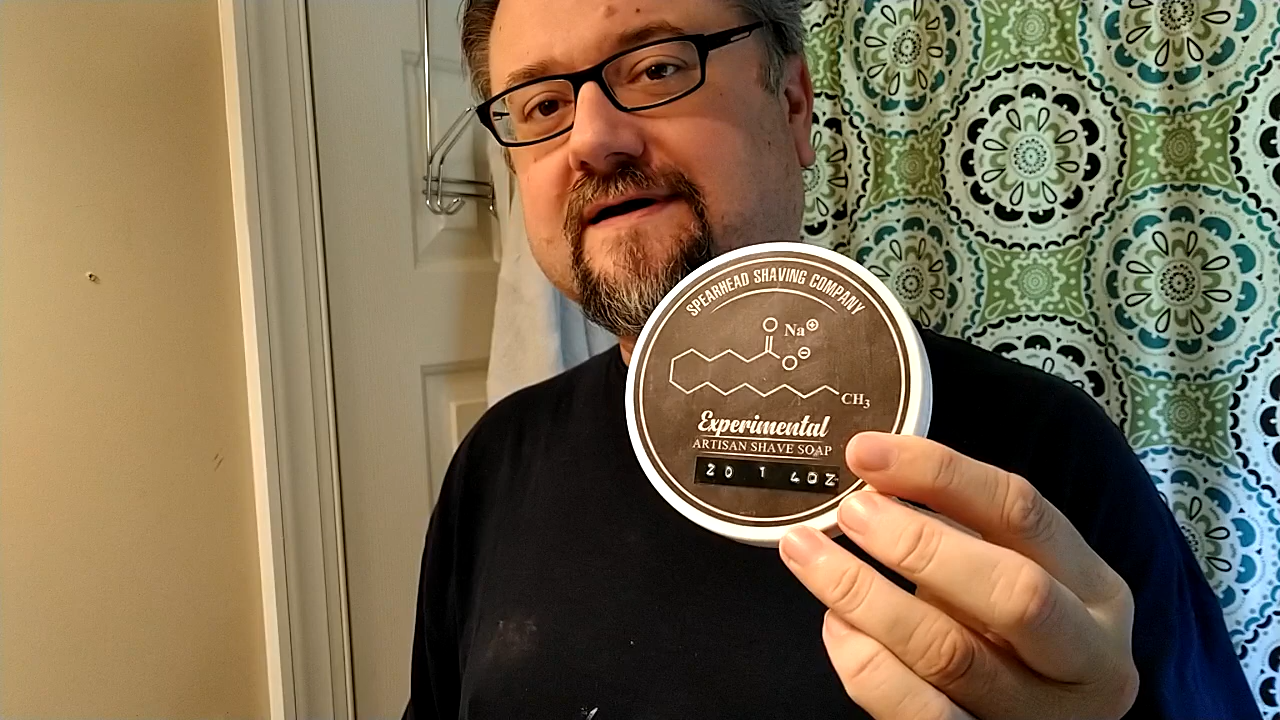 SPEARHEAD SHAVING COMPANY
O Na⊕
O⊖
CH₃
Experimental
ARTISAN SHAVE SOAP
20 1 4OZ